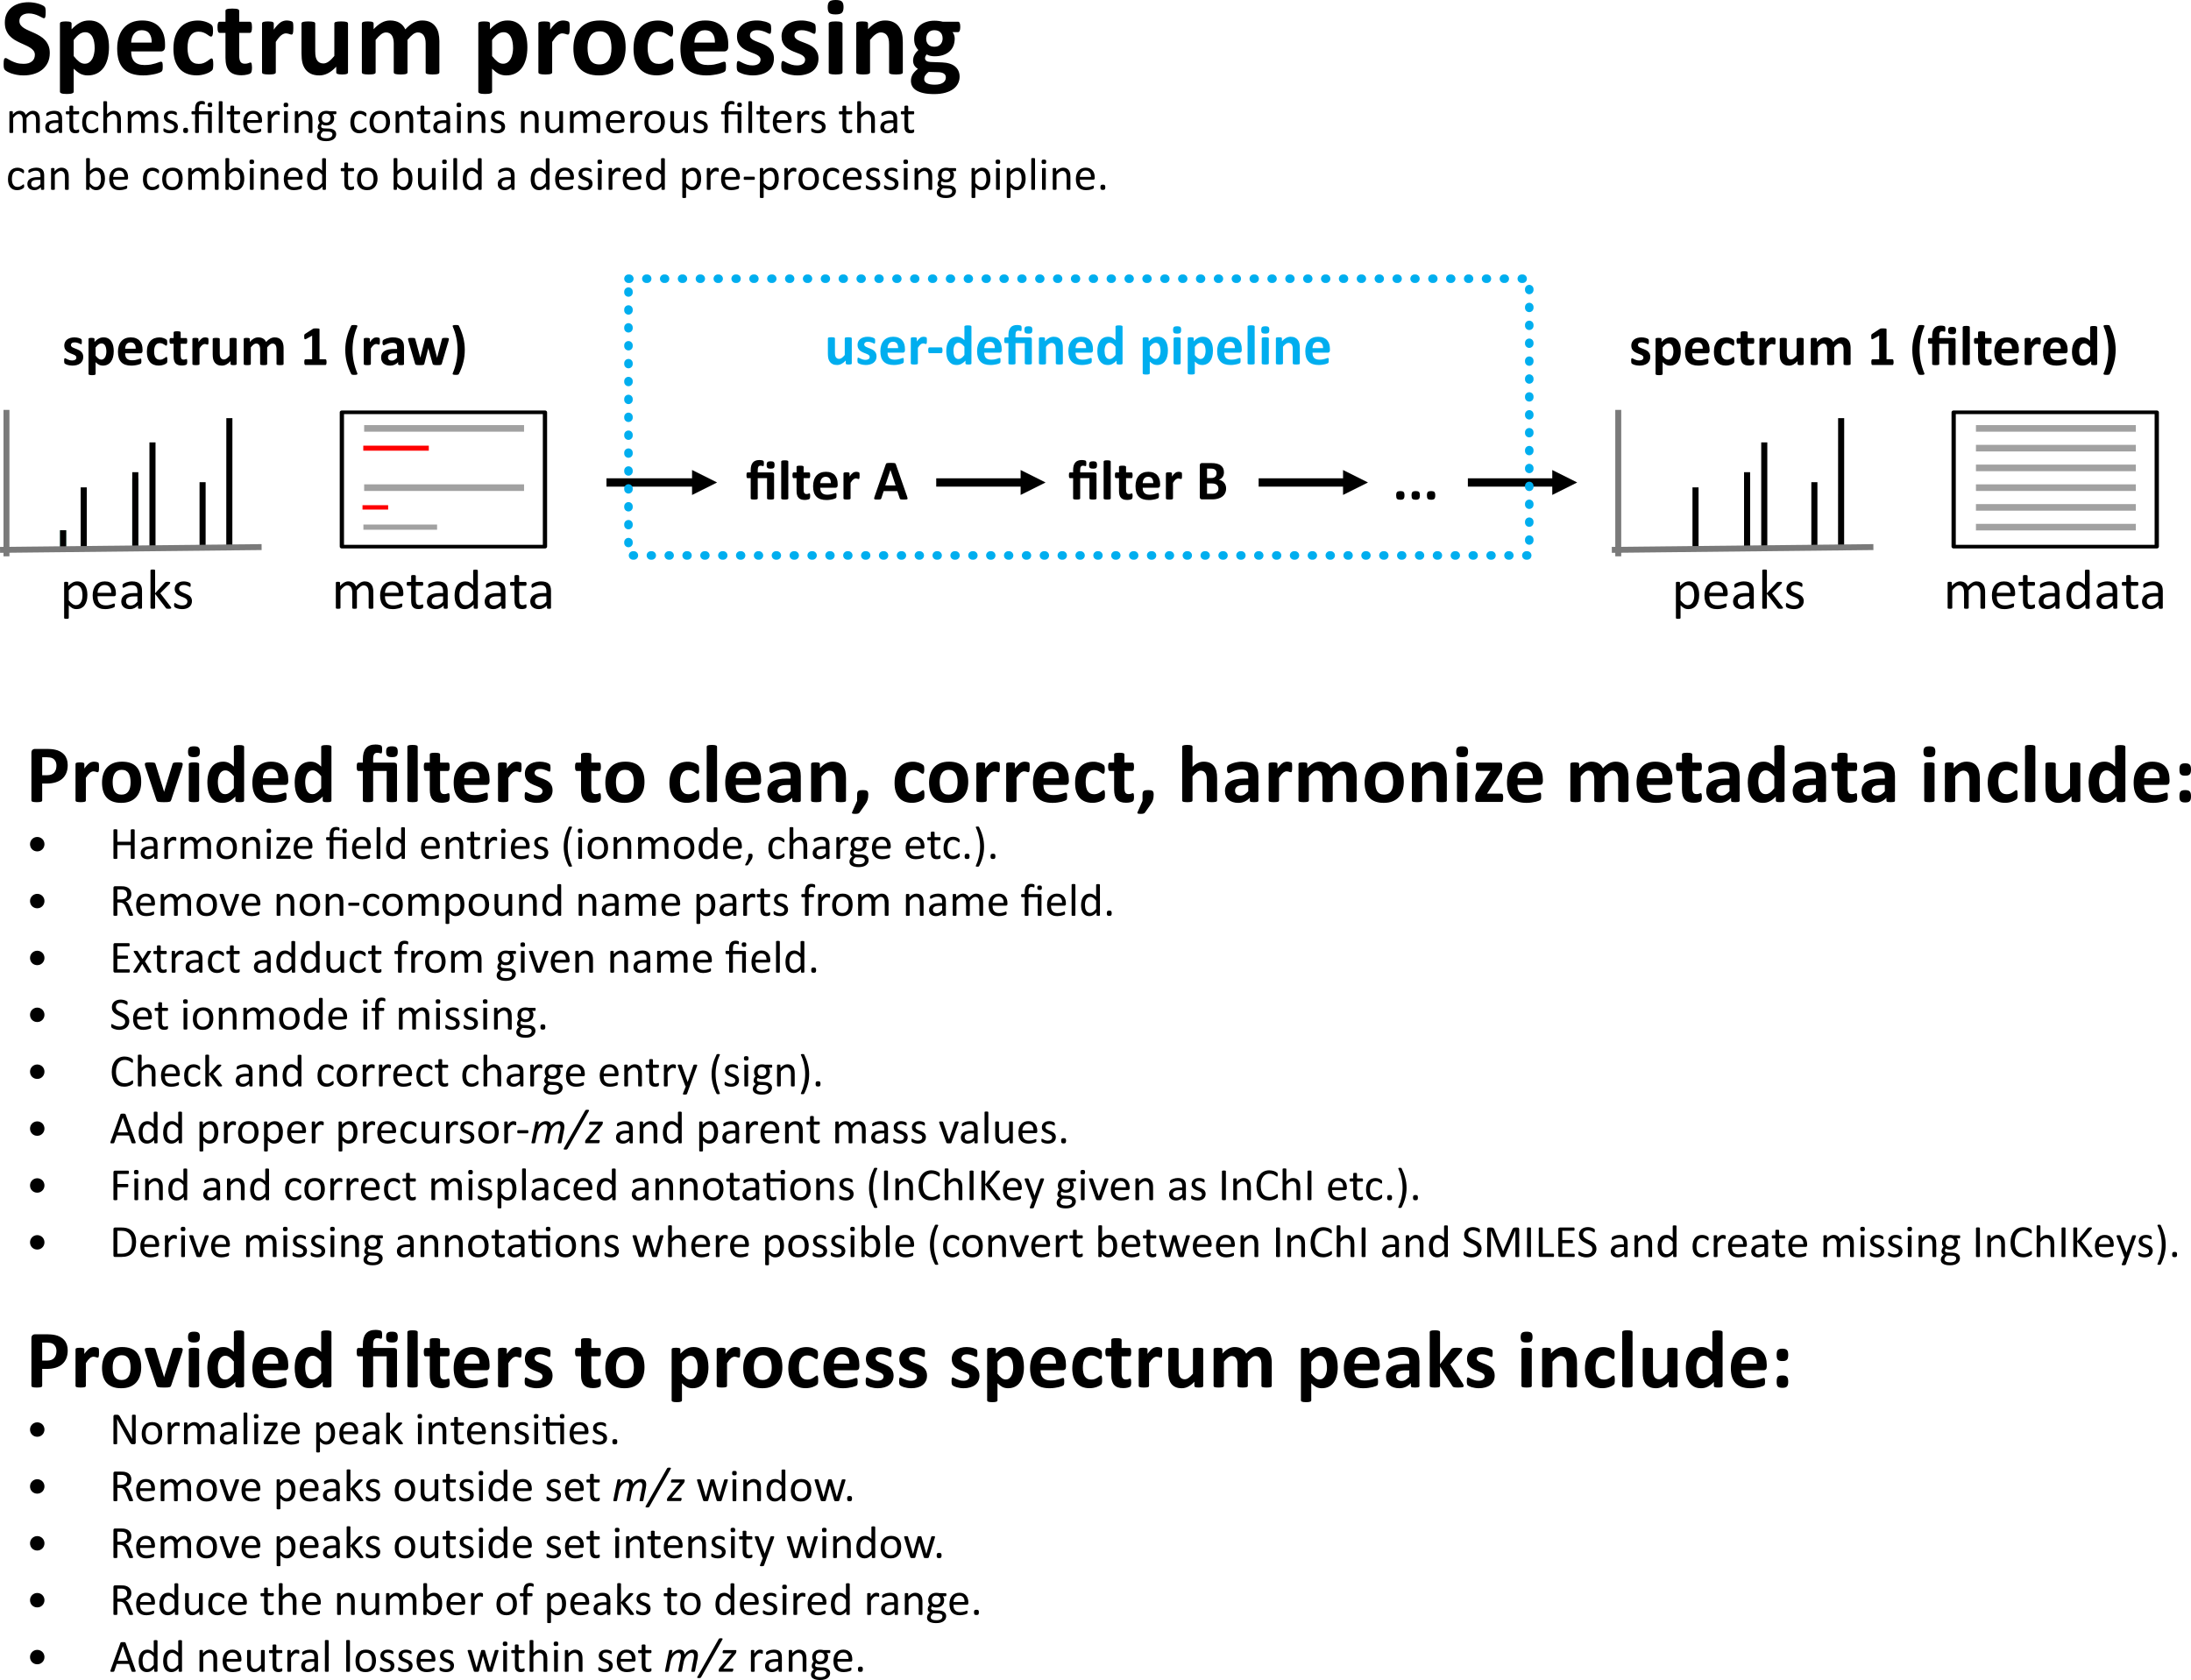 Spectrum processing
matchms.filtering contains numerous filters that
can be combined to build a desired pre-processing pipline.
spectrum 1 (raw)
user-defined pipeline
spectrum 1 (filtered)
filter A
filter B
...
peaks
metadata
peaks
metadata
Provided filters to clean, correct, harmonize metadata include:
• Harmonize field entries (ionmode, charge etc.).
• Remove non-compound name parts from name field.
• Extract adduct from given name field.
• Set ionmode if missing.
• Check and correct charge entry (sign).
• Add proper precursor-m/z and parent mass values.
• Find and correct misplaced annotations (InChIKey given as InChI etc.).
• Derive missing annotations where possible (convert between InChI and SMILES and create missing InChIKeys).
Provided filters to process spectrum peaks include:
• Normalize peak intensities.
• Remove peaks outside set m/z window.
• Remove peaks outside set intensity window.
• Reduce the number of peaks to desired range.
• Add neutral losses within set m/z range.